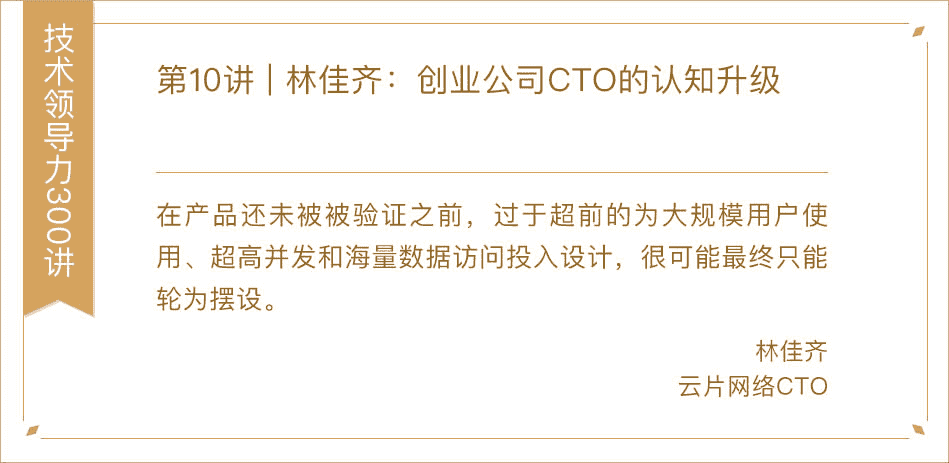 技术领导力300讲
第10讲 | 林佳齐：创业公司CTO的认知升级
在产品还未被被验证之前，过于超前的为大规模用户使
用、超高并发和海量数据访问投入设计，很可能最终只能
轮为摆设。
林佳齐
云片网络CTO